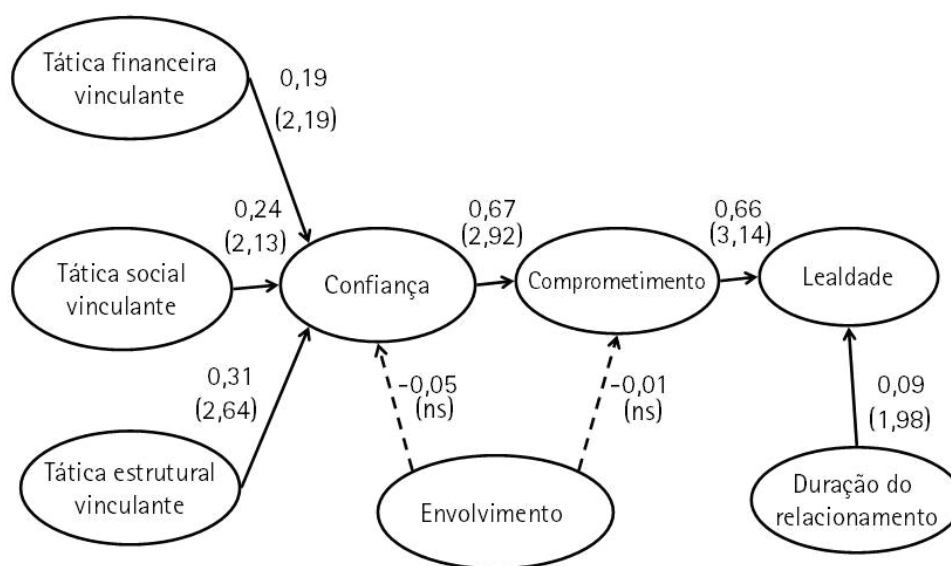 Tática financeira
vinculante
0,19
(2,19)
Tática social
vinculante
0,24
(2,13)
Confiança
0,67
(2,92)
Comprometimento
0,66
(3,14)
Lealdade
Tática estrutural
vinculante
0,31
(2,64)
-0,05
(ns)
-0,01
(ns)
Envolvimento
0,09
(1,98)
Duração do
relacionamento